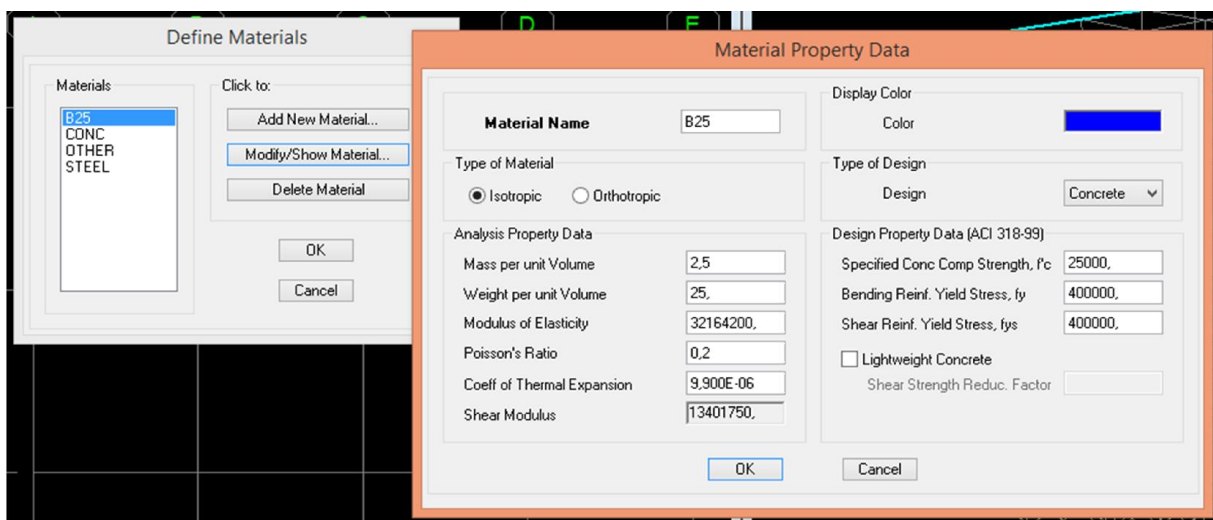 D
E
Define Materials
Materials
B25
CONC
OTHER
STEEL
Click to:
Add New Material...
Modify/Show Material...
Delete Material
OK
Cancel
Material Property Data
Material Name B25
Display Color
Color
Type of Material
Isotropic Orthotropic
Type of Design
Design Concrete
Analysis Property Data
Mass per unit Volume 2,5
Weight per unit Volume 25,
Modulus of Elasticity 32164200,
Poisson's Ratio 0,2
Coeff of Thermal Expansion 9,900E-06
Shear Modulus 13401750,
Design Property Data (ACI 318-99)
Specified Conc Comp Strength, f'c 25000,
Bending Reinf. Yield Stress, fy 400000,
Shear Reinf. Yield Stress, fys 400000,
Lightweight Concrete
Shear Strength Reduc. Factor
OK
Cancel